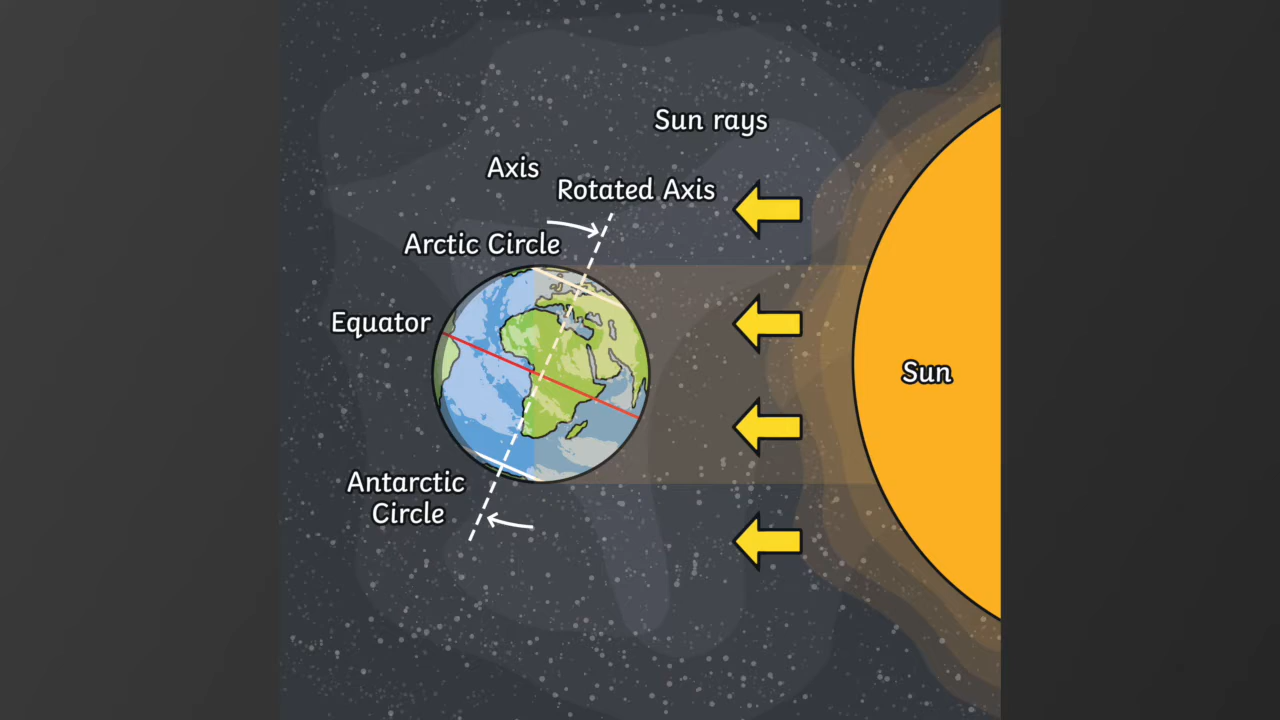 Sun rays
Axis
Rotated Axis
Arctic Circle
Equator
Sun
Antarctic
Circle